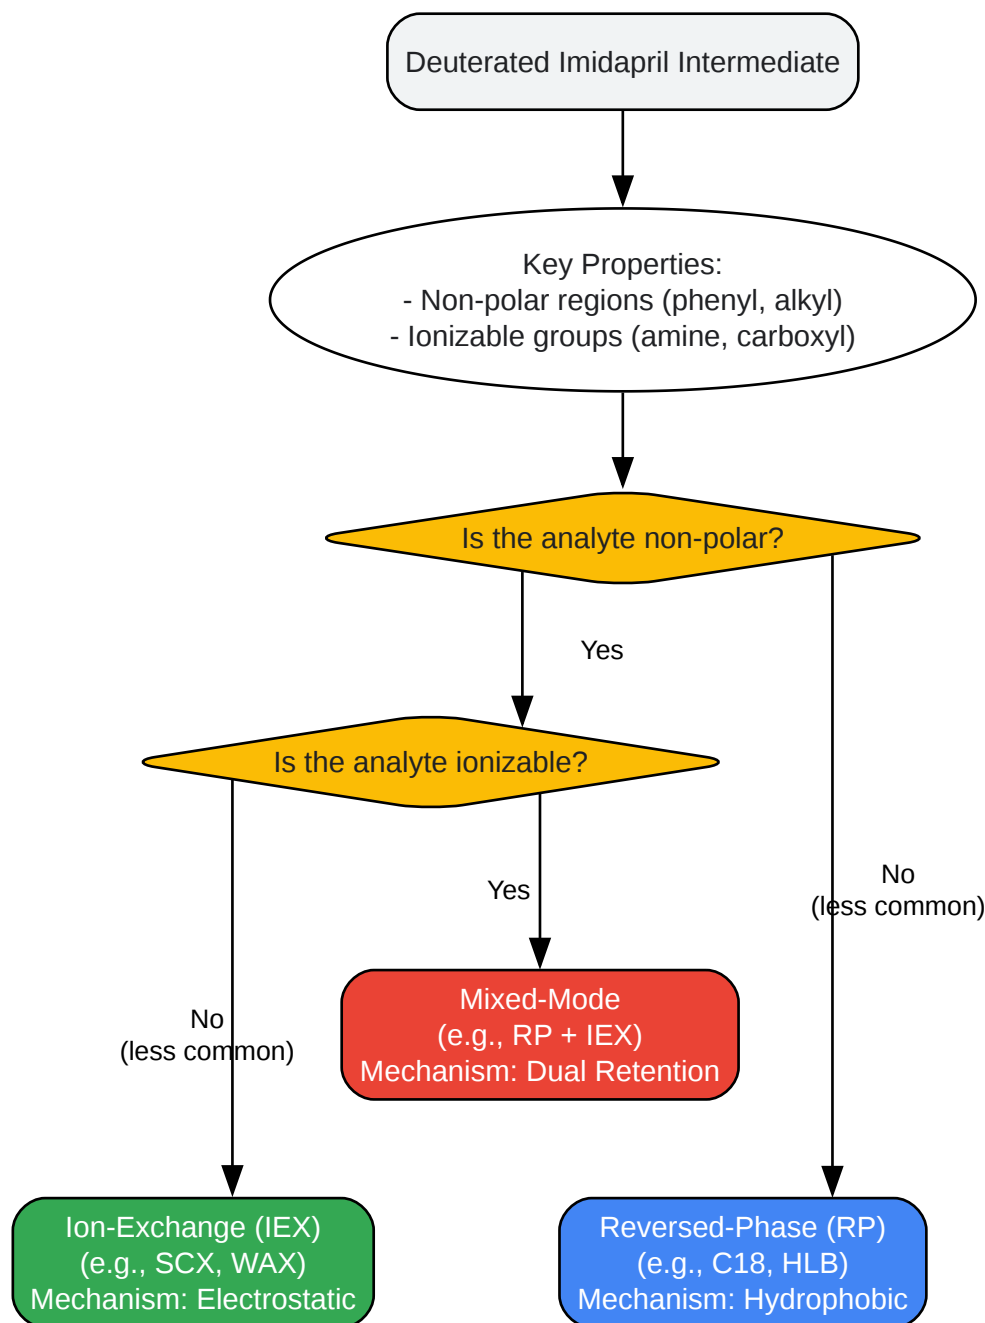 Deuterated Imidapril Intermediate
Key Properties:
- Non-polar regions (phenyl, alkyl)
- Ionizable groups (amine, carboxyl)
Is the analyte non-polar?
Yes
Is the analyte ionizable?
Yes
No
(less common)
Mixed-Mode
(e.g., RP + IEX)
Mechanism: Dual Retention
No
(less common)
Ion-Exchange (IEX)
(e.g., SCX, WAX)
Mechanism: Electrostatic
Reversed-Phase (RP)
(e.g., C18, HLB)
Mechanism: Hydrophobic